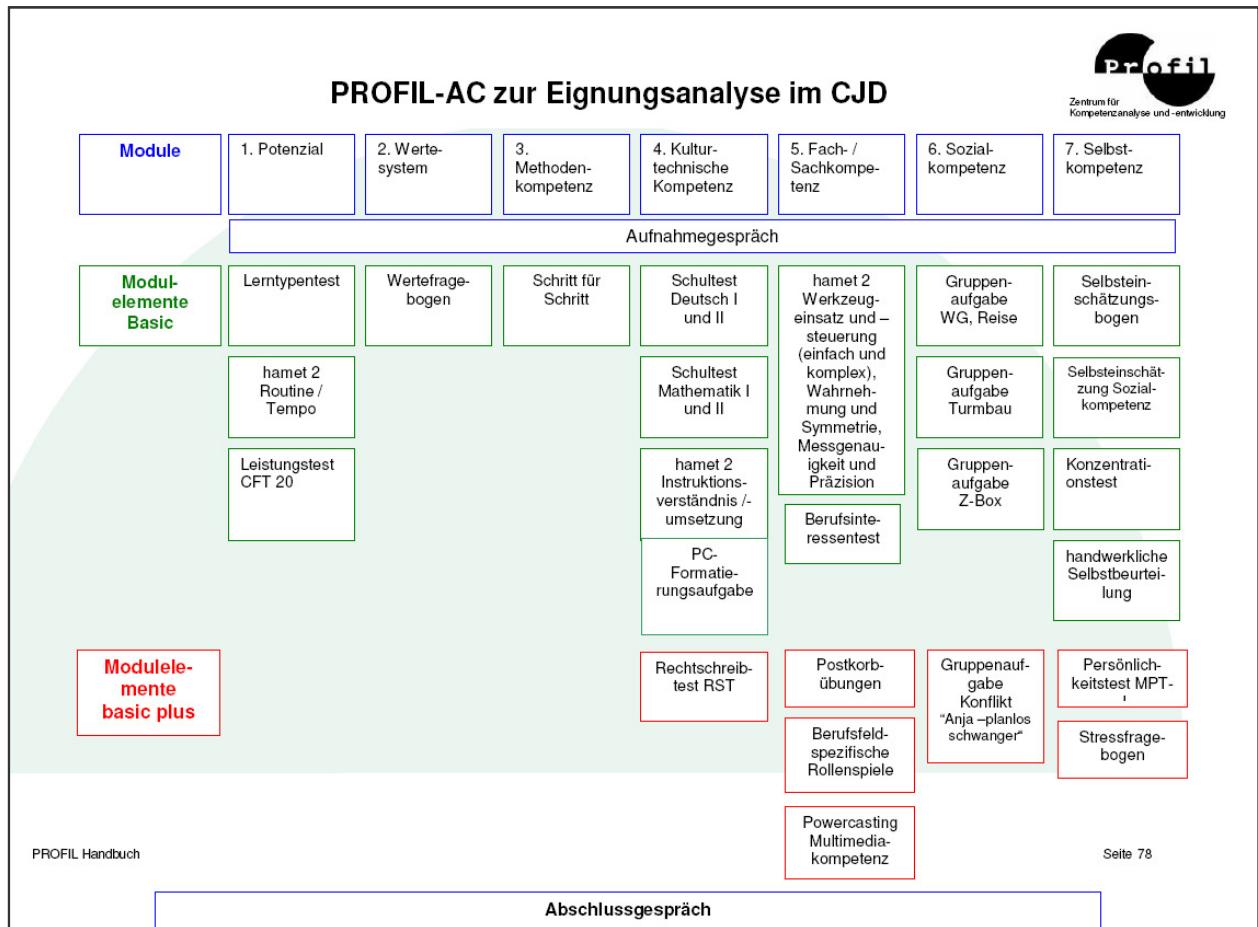 Profil
Zentrum für
Kompetenzanalyse und -entwicklung
PROFIL-AC zur Eignungsanalyse im CJD
Module
1. Potenzial
2. Werte-
system
3.
Methoden-
kompetenz
4. Kultur-
technische
Kompetenz
5. Fach- /
Sachkompe-
tenz
6. Sozial-
kompetenz
7. Selbst-
kompetenz
Aufnahmegespräch
Modul-
elemente
Basic
Lerntypentest
hamet 2
Routine /
Tempo
Leistungstest
CFT 20
Wertefrage-
bogen
Schritt für
Schritt
Schultest
Deutsch I
und II
Schultest
Mathematik I
und II
hamet 2
Instruktions-
verständnis /-
umsetzung
PC-
Formatie-
rungsaufgabe
hamet 2
Werkzeug-
einsatz und –
steuerung
(einfach und
komplex),
Wahrneh-
mung und
Symmetrie,
Messgenau-
igkeit und
Präzision
Berufsinte-
ressentest
Gruppen-
aufgabe
WG, Reise
Gruppen-
aufgabe
Turmbau
Gruppen-
aufgabe
Z-Box
Selbstein-
schätzungs-
bogen
Selbsteinschät-
zung Sozial-
kompetenz
Konzentrati-
onstest
handwerkliche
Selbstbeurtei-
lung
Modulele-
mente
basic plus
Rechtschreib-
test RST
Postkorb-
übungen
Berufsfeld-
spezifische
Rollenspiele
Powercasting
Multimedia-
kompetenz
Gruppenauf-
gabe
Konflikt
"Anja –planlos
schwanger"
Persönlich-
keitstest MPT-
Stressfrage-
bogen
PROFIL Handbuch
Seite 78
Abschlussgespräch